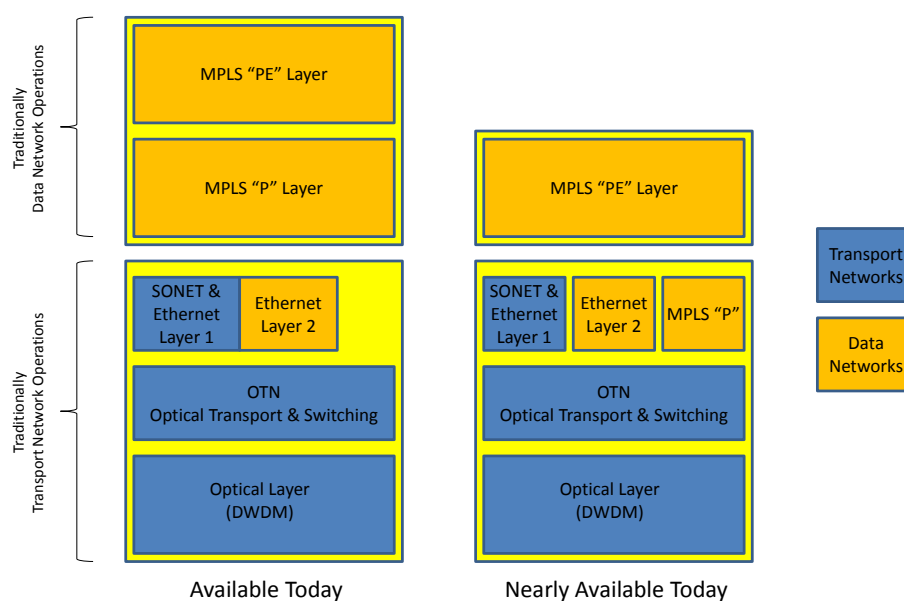 Traditionally
Data Network Operations
MPLS “PE” Layer
MPLS “P” Layer
MPLS “PE” Layer
Traditionally
Transport Network Operations
SONET &
Ethernet
Layer 1
Ethernet
Layer 2
OTN
Optical Transport & Switching
Optical Layer
(DWDM)
Available Today
SONET &
Ethernet
Layer 1
Ethernet
Layer 2
MPLS “P”
OTN
Optical Transport & Switching
Optical Layer
(DWDM)
Nearly Available Today
Transport
Networks
Data
Networks